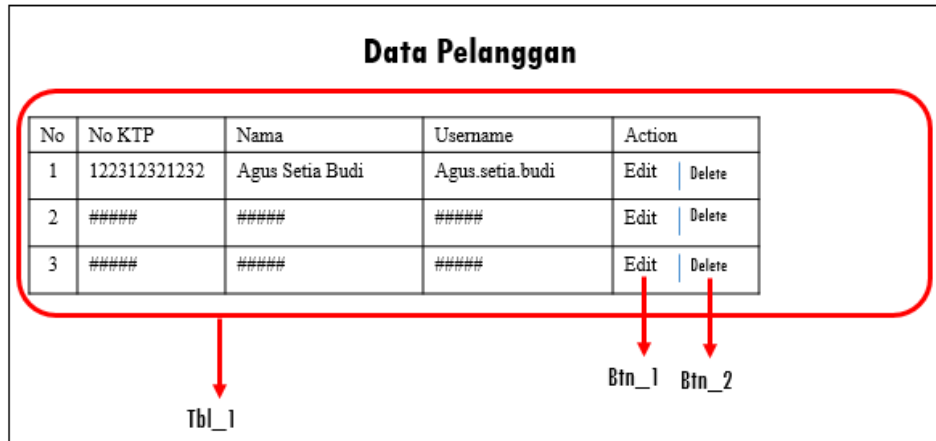 Data Pelanggan
No No KTP Nama Username Action
1 122312321232 Agus Setia Budi Agus.setia.budi Edit Delete
2 ##### ##### ##### Edit Delete
3 ##### ##### ##### Edit Delete
Btn_1 Btn_2
Tbl_1